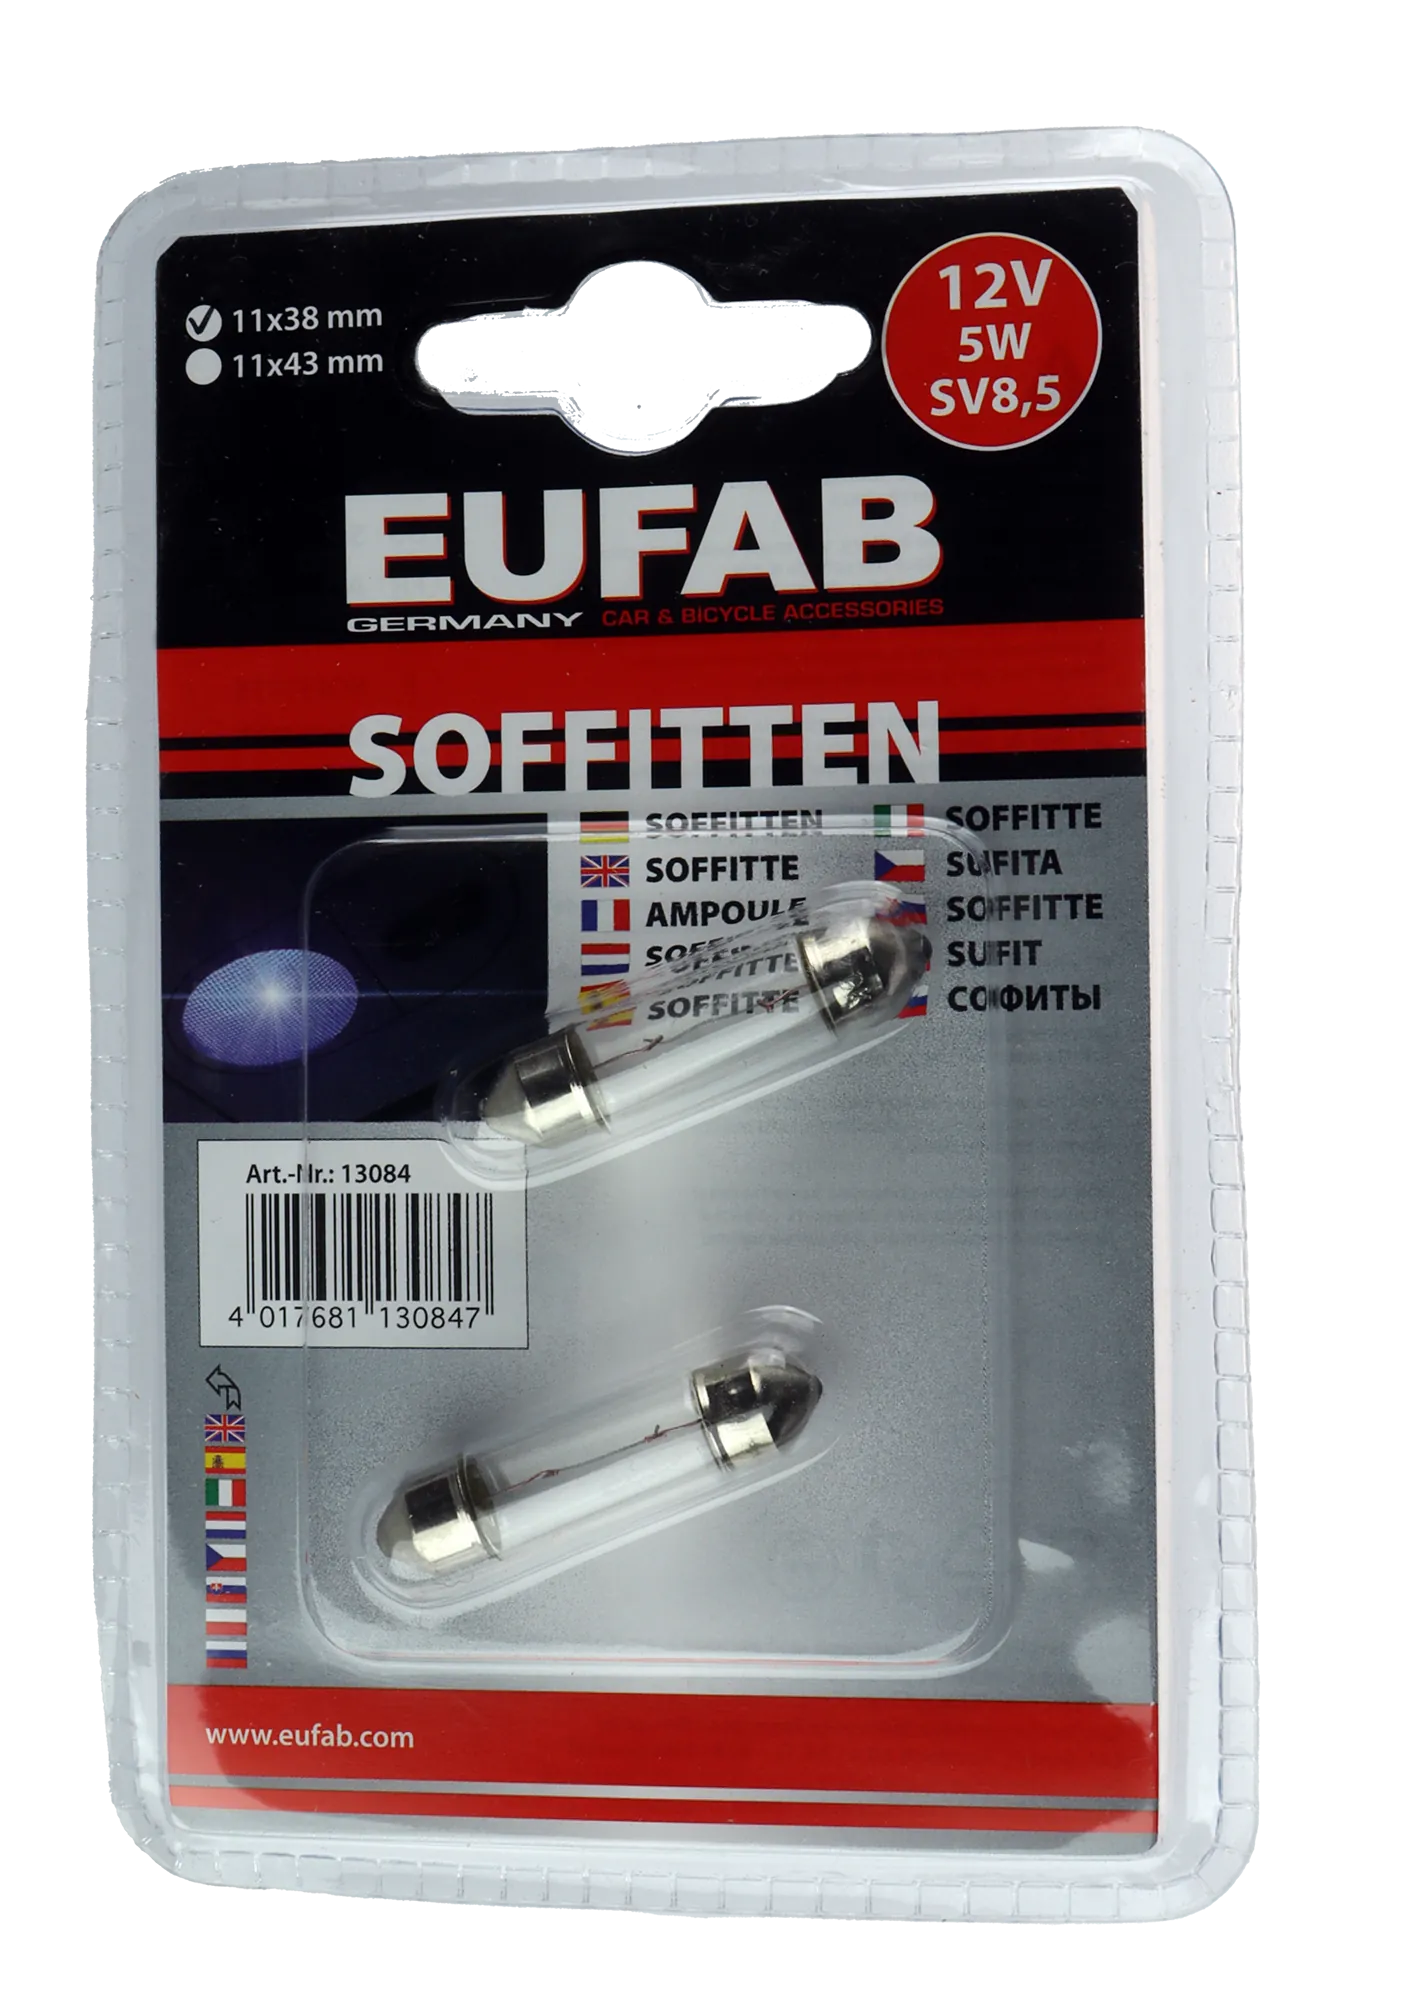 11x38 mm
11x43 mm
12V
5W
SV8,5
EUFAB
GERMANY CAR & BICYCLE ACCESSORIES
SOFFITTEN
SOFFITTEN
SOFFITTE
AMPOULE
SOFFITTE
SOFFITTE
SOFFITTE
SUFITA
SOFFITTE
SUFIT
СОФИТЫ
Art.-Nr.: 13084
4 017681 130847
www.eufab.com